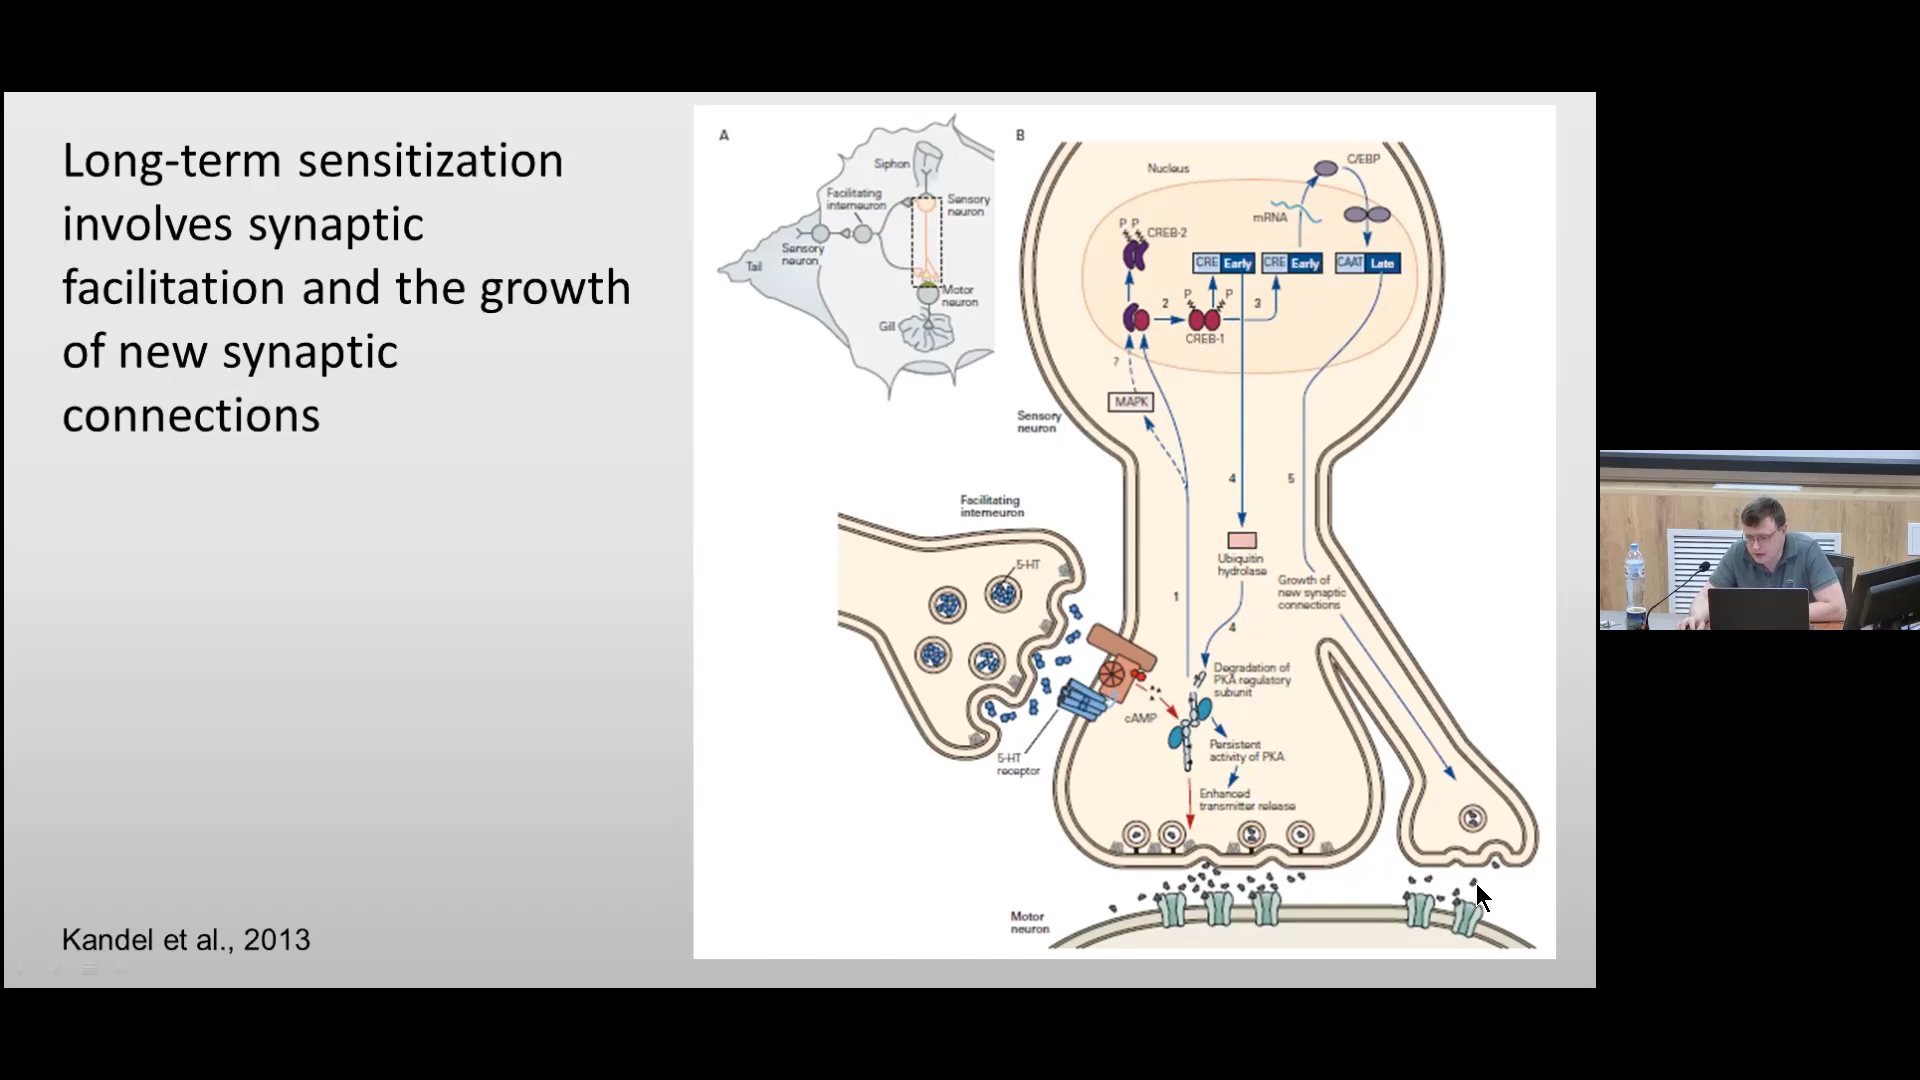 Long-term sensitization
involves synaptic
facilitation and the growth
of new synaptic
connections
Kandel et al., 2013
A
Siphon
Facilitating
interneuron
Sensory
neuron
Sensory
neuron
Tail
Motor
neuron
Gill
B
Nucleus
C/EBP
mRNA
P P
CREB-2
CRE Early
CRE Early
CAAT Late
P
P
2
3
CREB-1
?
MAPK
Sensory
neuron
4
5
Facilitating
interneuron
5-HT
Ubiquitin
hydrolase
Growth of
new synaptic
connections
1
4
Degradation of
PKA regulatory
subunit
cAMP
5-HT
receptor
Persistent
activity of PKA
Enhanced
transmitter release
Motor
neuron